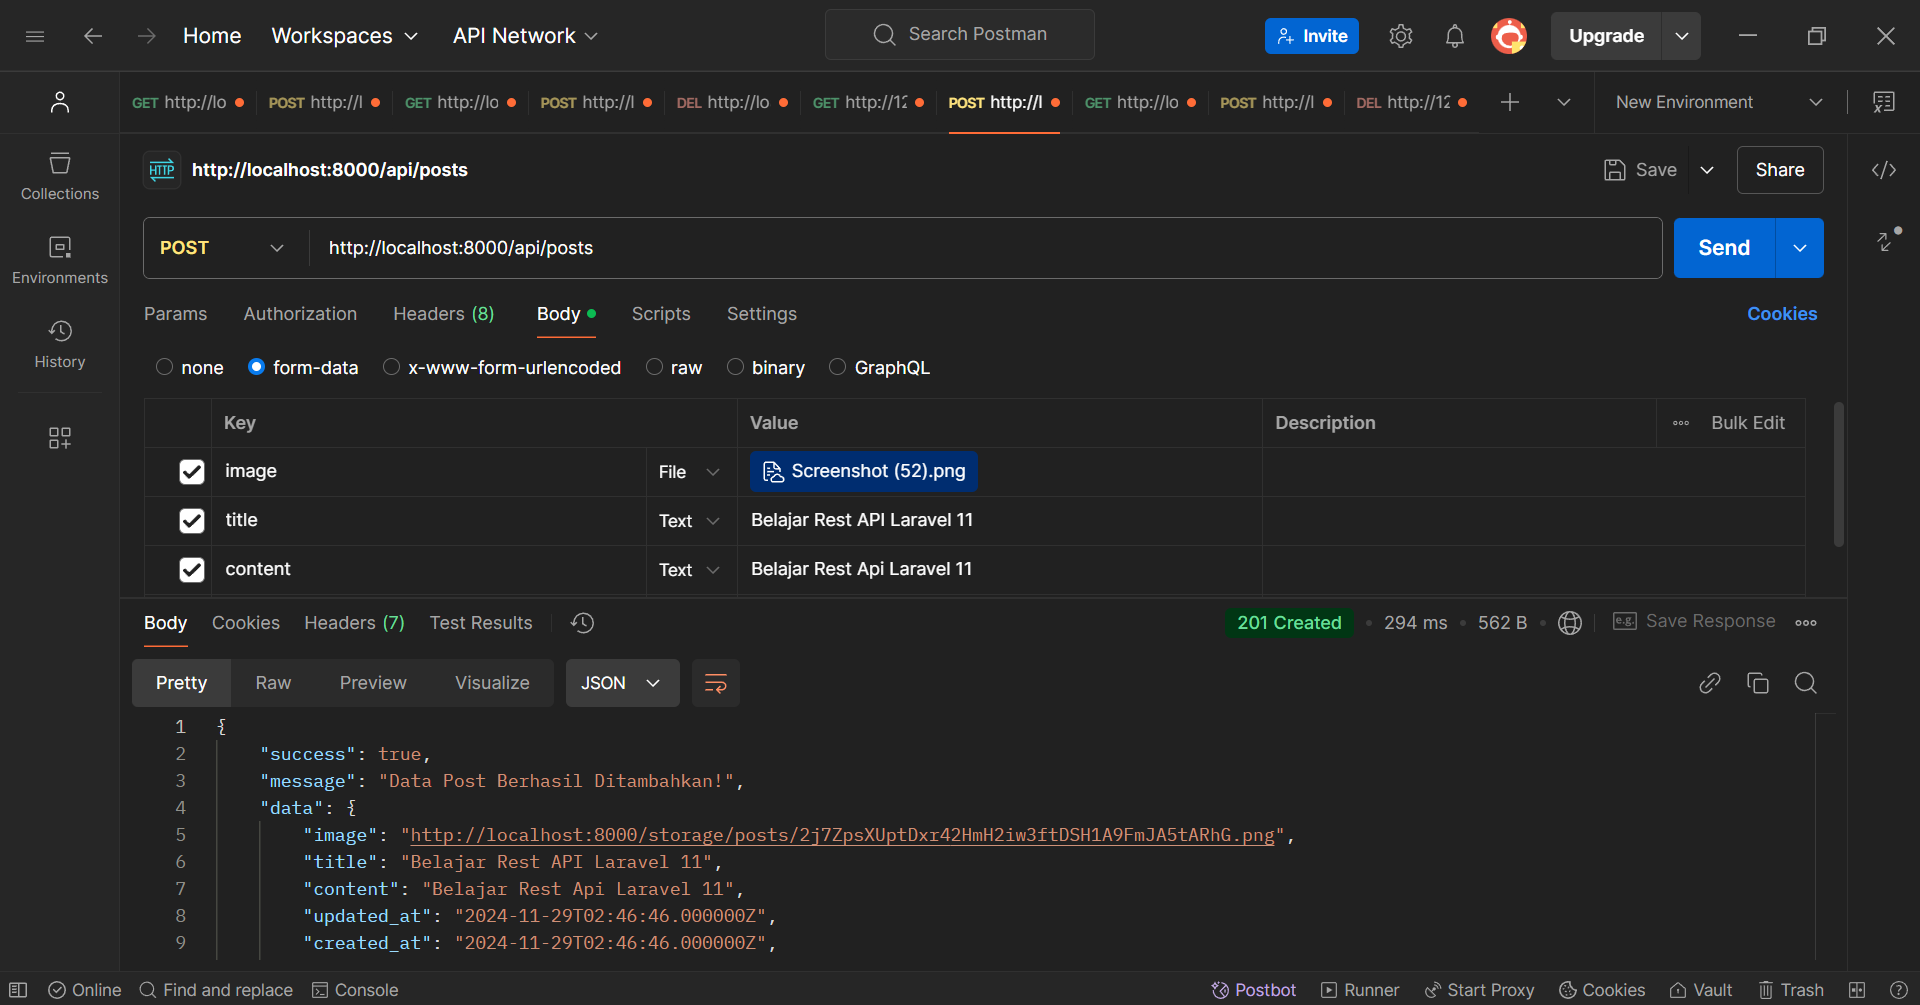 Home Workspaces API Network Search Postman Invite Upgrade
GET http://lo POST http://l GET http://lo POST http://l DEL http://lo GET http://12 POST http://l GET http://lo POST http://l DEL http://12 New Environment
HTTP http://localhost:8000/api/posts Save Share
Collections
POST http://localhost:8000/api/posts Send
Environments
Params Authorization Headers (8) Body Scripts Settings Cookies
History
none form-data x-www-form-urlencoded raw binary GraphQL
Key Value Description Bulk Edit
image File Screenshot (52).png
title Text Belajar Rest API Laravel 11
content Text Belajar Rest Api Laravel 11
Body Cookies Headers (7) Test Results 201 Created 294 ms 562 B e.g. Save Response
Pretty Raw Preview Visualize JSON
1 {
2 "success": true,
3 "message": "Data Post Berhasil Ditambahkan!",
4 "data": {
5 "image": "http://localhost:8000/storage/posts/2j7ZpsXUptDxr42HmH2iw3ftDSH1A9FmJA5tARhG.png",
6 "title": "Belajar Rest API Laravel 11",
7 "content": "Belajar Rest Api Laravel 11",
8 "updated_at": "2024-11-29T02:46:46.000000Z",
9 "created_at": "2024-11-29T02:46:46.000000Z",
Online Find and replace Console Postbot Runner Start Proxy Cookies Vault Trash